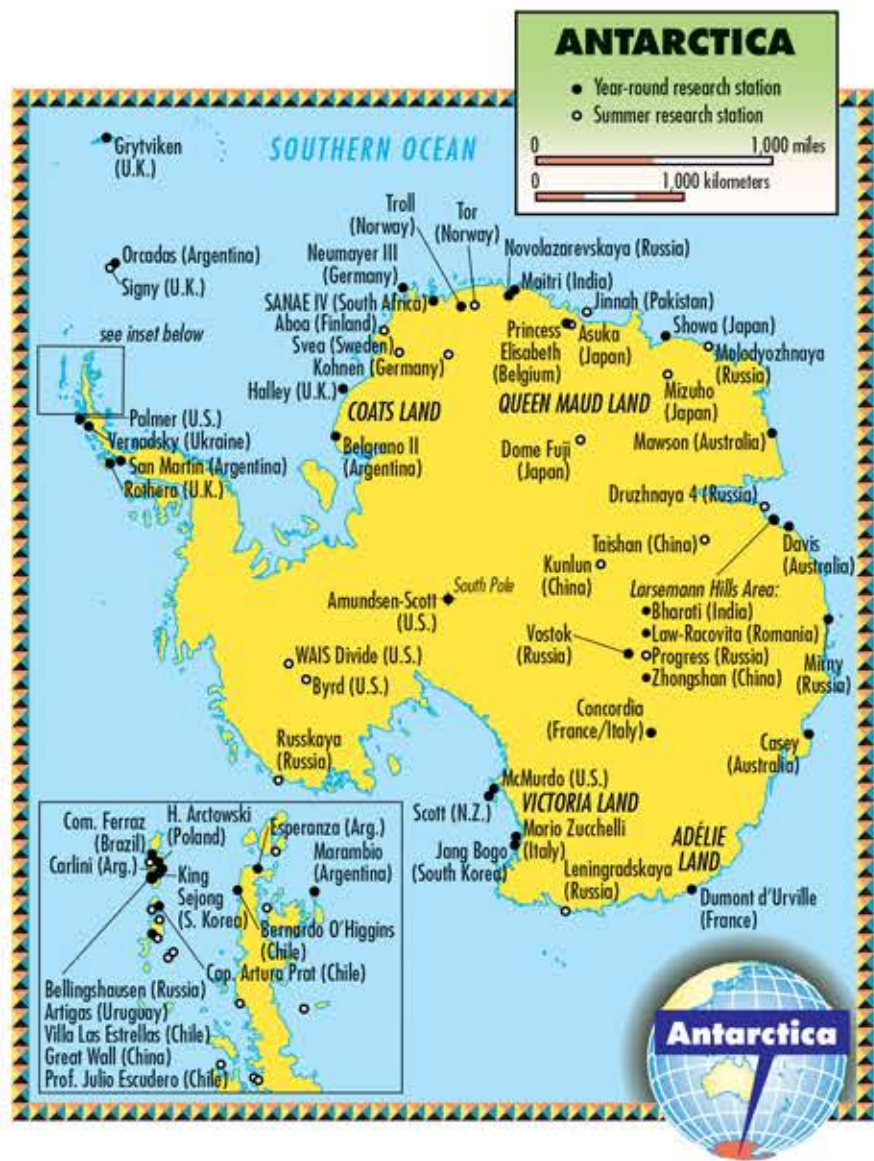 ANTARCTICA
Year-round research station
Summer research station
0 1,000 miles
0 1,000 kilometers
SOUTHERN OCEAN
Grytviken
(U.K.)
Orcadas (Argentina)
Signy (U.K.)
see inset below
Troll
(Norway)
Tor
(Norway)
Neumayer III
(Germany)
Novolazarevskaya (Russia)
Maitri (India)
SANAE IV (South Africa)
Jinnah (Pakistan)
Aboa (Finland)
Svea (Sweden)
Kohnen (Germany)
Princess
Elisabeth
(Belgium)
Asuka
(Japan)
Showa (Japan)
Molodyozhnaya
(Russia)
Mizuho
(Japan)
Halley (U.K.)
COATS LAND
QUEEN MAUD LAND
Palmer (U.S.)
Vernadsky (Ukraine)
San Martin (Argentina)
Rothera (U.K.)
Belgrano II
(Argentina)
Dome Fuji
(Japan)
Mawson (Australia)
Druzhnaya 4 (Russia)
Davis
(Australia)
Taishan (China)
Kunlun
(China)
Larsemann Hills Area:
Bharati (India)
Law-Racovita (Romania)
Progress (Russia)
Zhongshan (China)
South Pole
Amundsen-Scott
(U.S.)
Vostok
(Russia)
Mirny
(Russia)
WAIS Divide (U.S.)
Byrd (U.S.)
Concordia
(France/Italy)
Casey
(Australia)
Russkaya
(Russia)
McMurdo (U.S.)
Scott (N.Z.)
VICTORIA LAND
Mario Zucchelli
(Italy)
Jang Bogo
(South Korea)
ADÉLIE
LAND
Leningradskaya
(Russia)
Dumont d'Urville
(France)
Com. Ferraz
(Brazil)
H. Arctowski
(Poland)
Carlini (Arg.)
King
Sejong
(S. Korea)
Esperanza (Arg.)
Marambio
(Argentina)
Bernardo O'Higgins
(Chile)
Cap. Artura Prat (Chile)
Bellingshausen (Russia)
Artigas (Uruguay)
Villa Las Estrellas (Chile)
Great Wall (China)
Prof. Julio Escudero (Chile)
Antarctica